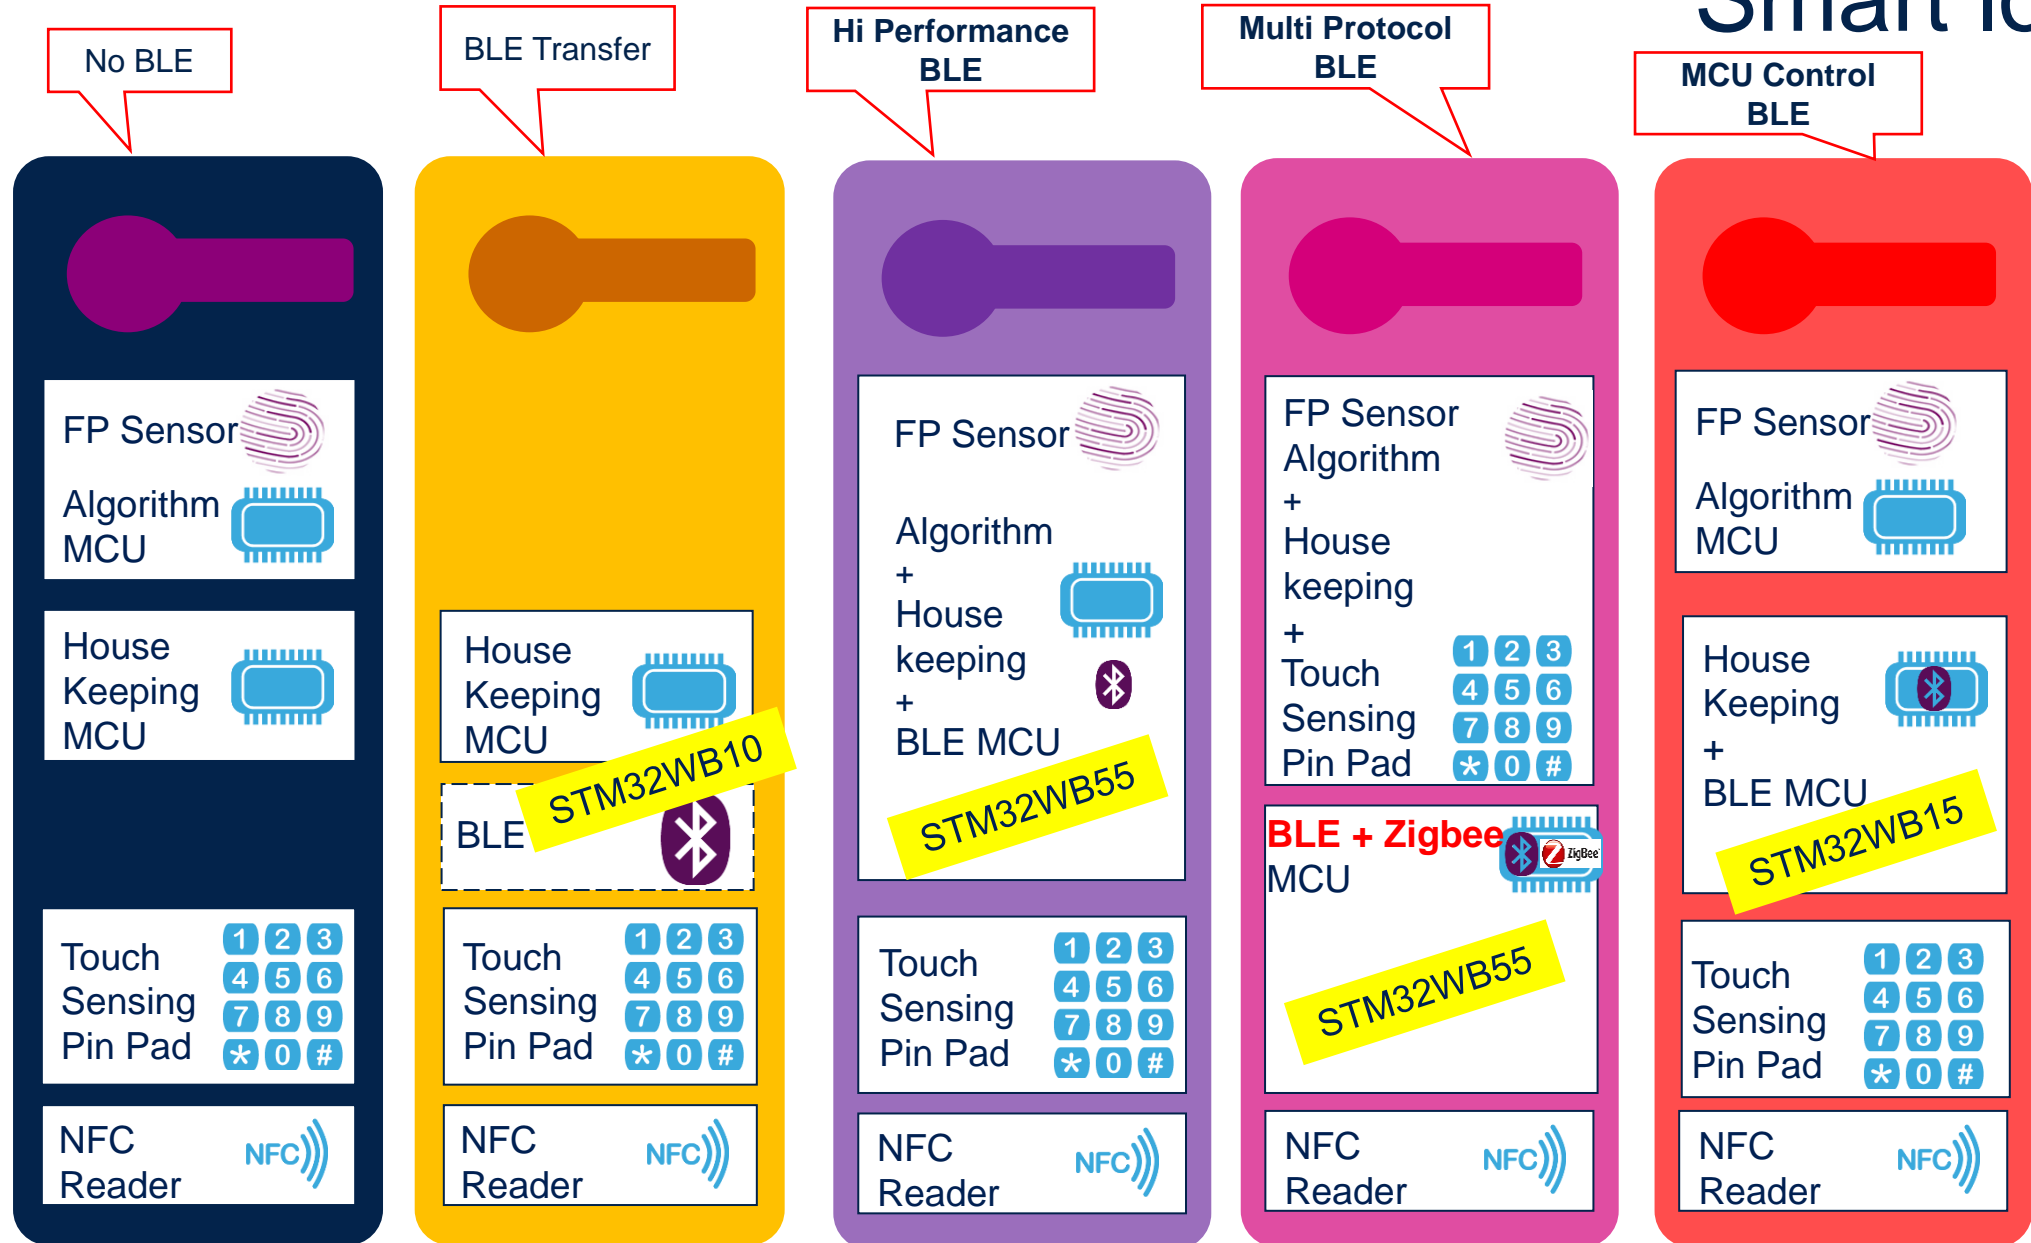 Smart lo
No BLE
BLE Transfer
Hi Performance
BLE
Multi Protocol
BLE
MCU Control
BLE
FP Sensor
Algorithm
MCU
House
Keeping
MCU
Touch
Sensing
Pin Pad
1 2 3
4 5 6
7 8 9
* 0 #
NFC
Reader
NFC
House
Keeping
MCU
STM32WB10
BLE
Touch
Sensing
Pin Pad
1 2 3
4 5 6
7 8 9
* 0 #
NFC
Reader
NFC
FP Sensor
Algorithm
+
House
keeping
+
BLE MCU
STM32WB55
Touch
Sensing
Pin Pad
1 2 3
4 5 6
7 8 9
* 0 #
NFC
Reader
NFC
FP Sensor
Algorithm
+
House
keeping
+
Touch
Sensing
Pin Pad
1 2 3
4 5 6
7 8 9
* 0 #
BLE + Zigbee
MCU
ZigBee
STM32WB55
NFC
Reader
NFC
FP Sensor
Algorithm
MCU
House
Keeping
+
BLE MCU
STM32WB15
Touch
Sensing
Pin Pad
1 2 3
4 5 6
7 8 9
* 0 #
NFC
Reader
NFC